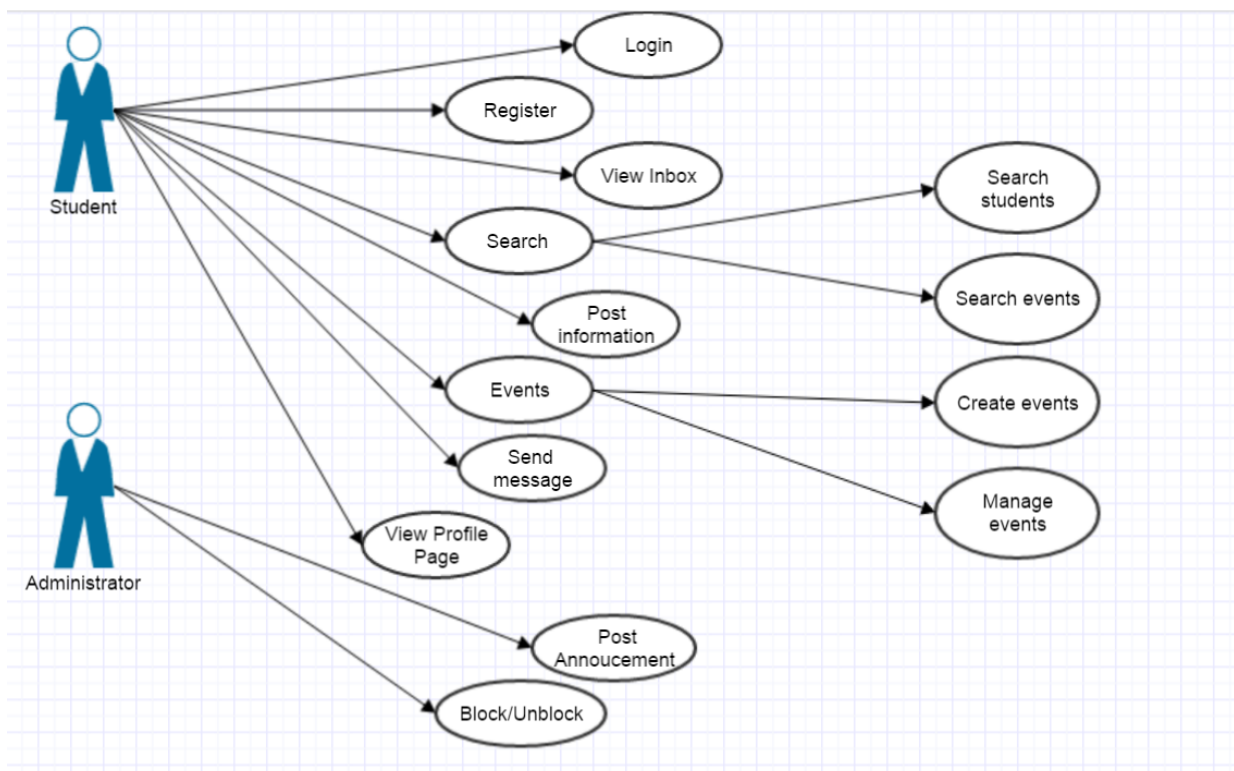 Login
Register
View Inbox
Search
students
Student
Search
Search events
Post
information
Events
Create events
Send
message
Manage
events
View Profile
Page
Administrator
Post
Annoucement
Block/Unblock